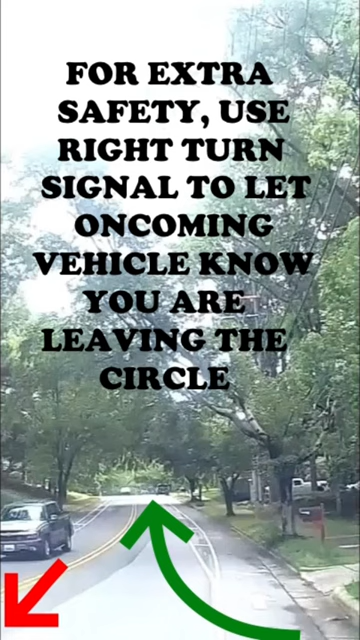 FOR EXTRA
SAFETY, USE
RIGHT TURN
SIGNAL TO LET
ONCOMING
VEHICLE KNOW
YOU ARE
LEAVING THE
CIRCLE